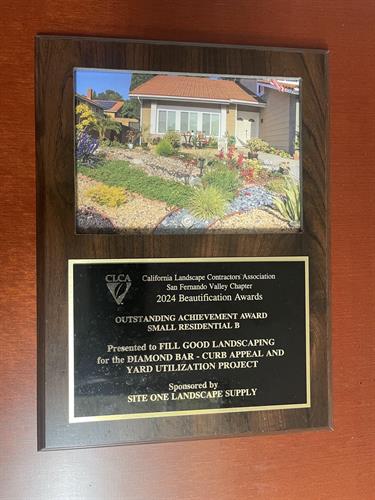 CLCA
California Landscape Contractors Association
San Fernando Valley Chapter
2024 Beautification Awards
OUTSTANDING ACHIEVEMENT AWARD
SMALL RESIDENTIAL B
Presented to FILL GOOD LANDSCAPING
for the DIAMOND BAR - CURB APPEAL AND
YARD UTILIZATION PROJECT
Sponsored by
SITE ONE LANDSCAPE SUPPLY